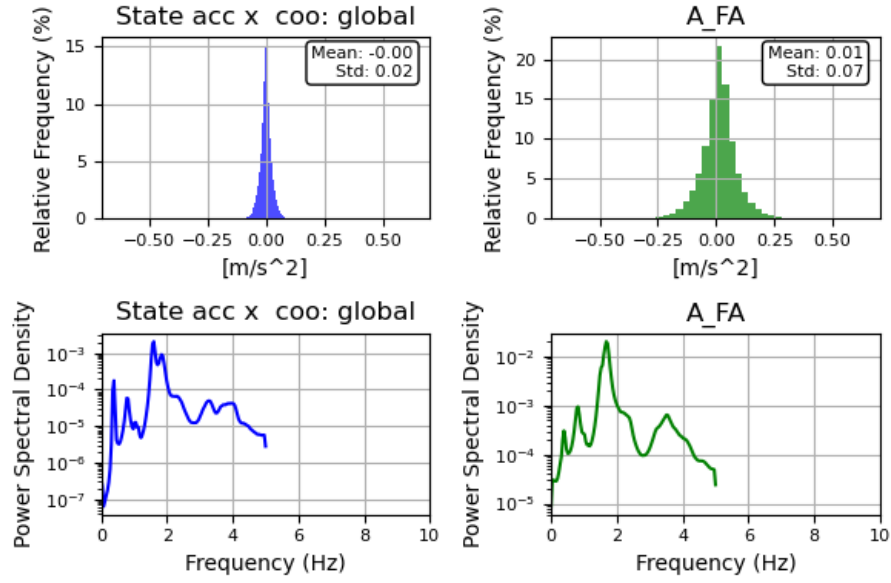 State acc x  coo: global
Relative Frequency (%)
15
10
5
0
Mean: -0.00
Std: 0.02
−0.50
−0.25
0.00
0.25
0.50
[m/s^2]
A_FA
Relative Frequency (%)
20
15
10
5
0
Mean: 0.01
Std: 0.07
−0.50
−0.25
0.00
0.25
0.50
[m/s^2]
State acc x  coo: global
Power Spectral Density
10⁻³
10⁻⁴
10⁻⁵
10⁻⁶
10⁻⁷
0
2
4
6
8
10
Frequency (Hz)
A_FA
Power Spectral Density
10⁻²
10⁻³
10⁻⁴
10⁻⁵
0
2
4
6
8
10
Frequency (Hz)